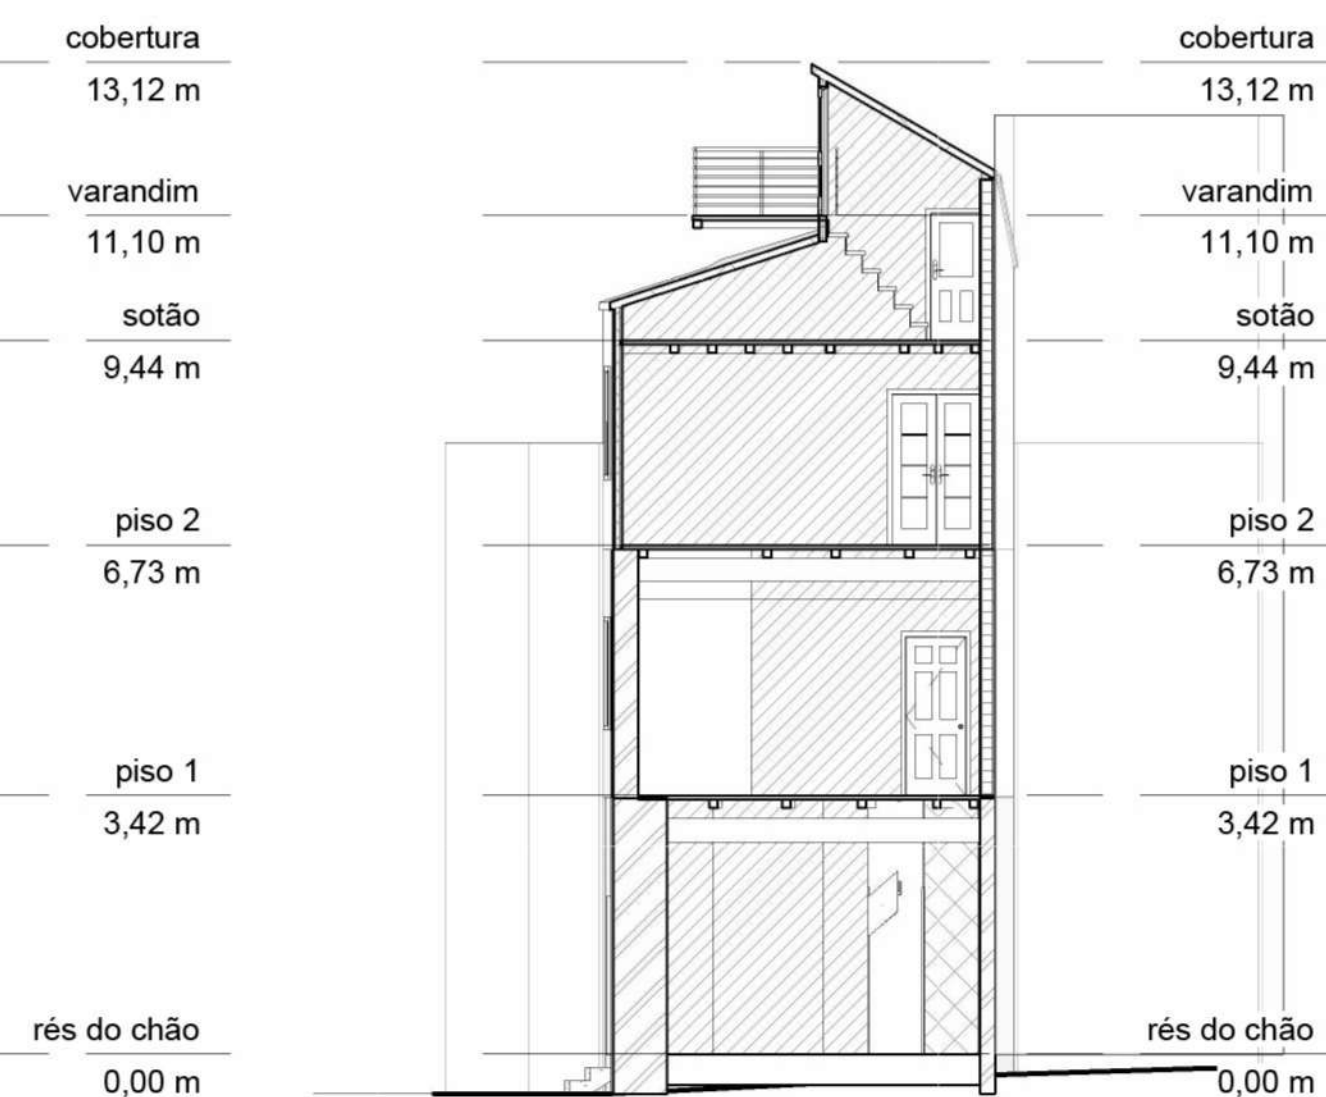 cobertura cobertura
13,12 m 13,12 m
varandim varandim
11,10 m 11,10 m
sotão sotão
9,44 m 9,44 m
piso 2 piso 2
6,73 m 6,73 m
piso 1 piso 1
3,42 m 3,42 m
rés do chão rés do chão
0,00 m 0,00 m